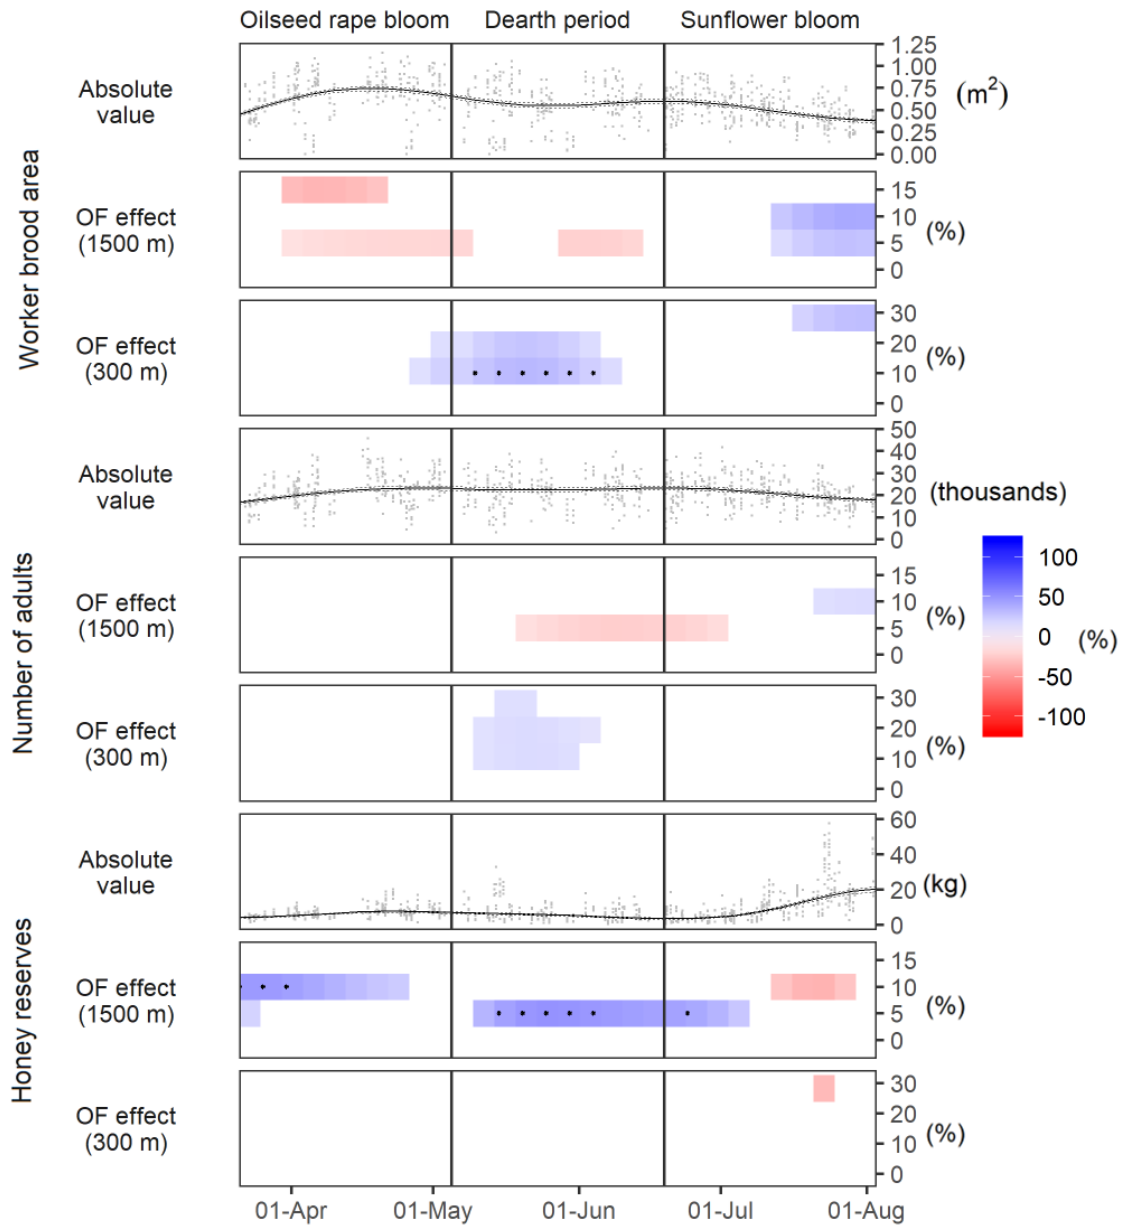 Oilseed rape bloom Dearth period Sunflower bloom
Worker brood area
Absolute
value
1.25
1.00
0.75
0.50
0.25
0.00
(m²)
OF effect
(1500 m)
15
10
5
0
(%)
OF effect
(300 m)
30
20
10
0
(%)
Number of adults
Absolute
value
50
40
30
20
10
0
(thousands)
OF effect
(1500 m)
15
10
5
0
(%)
OF effect
(300 m)
30
20
10
0
(%)
100
50
0
-50
-100
(%)
Honey reserves
Absolute
value
60
40
20
0
(kg)
OF effect
(1500 m)
15
10
5
0
(%)
OF effect
(300 m)
30
20
10
0
(%)
01-Apr 01-May 01-Jun 01-Jul 01-Aug